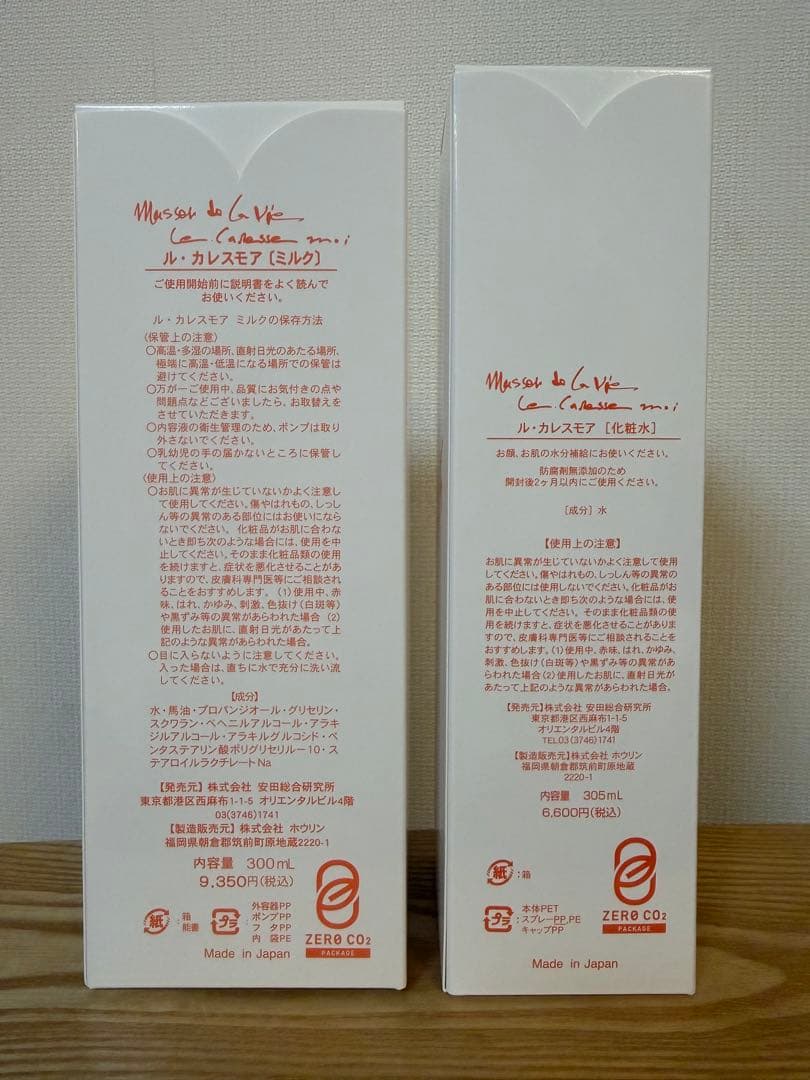 Musson de La Vie
Le.Caresse moi
ル・カレスモア〔ミルク〕
ご使用開始前に説明書をよく読んで
お使いください。
ル・カレスモア ミルクの保存方法
〈保管上の注意〉
○高温・多湿の場所、直射日光のあたる場所、
極端に高温・低温になる場所での保管は
避けてください。
○万が一ご使用中、品質にお気付きの点や
問題点などございましたら、お取替えを
させていただきます。
○内容液の衛生管理のため、ポンプは取り
外さないでください。
○乳幼児の手の届かないところに保管し
てください。
〈使用上の注意〉
○お肌に異常が生じていないかよく注意し
て使用してください。傷やはれもの、しっし
ん等の異常のある部位にはお使いになら
ないでください。 化粧品がお肌に合わな
いとき即ち次のような場合には、使用を中
止してください。そのまま化粧品類の使用
を続けますと、症状を悪化させることがあ
りますので、皮膚科専門医等にご相談され
ることをおすすめします。（1）使用中、赤
味、はれ、かゆみ、刺激、色抜け（白斑等）
や黒ずみ等の異常があらわれた場合（2）
使用したお肌に、直射日光があたって上
記のような異常があらわれた場合。
○目に入らないように注意してください。
入った場合は、直ちに水で充分に洗い流
してください。
【成分】
水・馬油・プロパンジオール・グリセリン・
スクワラン・ベヘニルアルコール・アラキ
ジルアルコール・アラキルグルコシド・ペ
ンタステアリン酸ポリグリセリルー10・ス
テアロイルラクチレートNa
【発売元】株式会社 安田総合研究所
東京都港区西麻布1-1-5 オリエンタルビル4階
03(3746)1741
【製造販売元】株式会社 ホウリン
福岡県朝倉郡筑前町原地蔵2220-1
内容量 300mL
9,350円(税込)
紙 :箱
能書
プラ :
外容器PP
ポンプPP
フ タPP
内 袋PE
ZERO CO2
PACKAGE
Made in Japan
Musson de La Vie
Le.Caresse moi
ル・カレスモア ［化粧水］
お顔、お肌の水分補給にお使いください。
防腐剤無添加のため
開封後2ヶ月以内にご使用ください。
［成分］水
【使用上の注意】
お肌に異常が生じていないかよく注意して使用
してください。傷やはれもの、しっしん等の異常の
ある部位には使用しないでください。化粧品がお
肌に合わないとき即ち次のような場合には、使
用を中止してください。そのまま化粧品類の使用
を続けますと、症状を悪化させることがあります
ので、皮膚科専門医等にご相談されることを
おすすめします。（1）使用中、赤味、はれ、かゆみ、
刺激、色抜け（白斑等）や黒ずみ等の異常があ
らわれた場合（2）使用したお肌に、直射日光が
あたって上記のような異常があらわれた場合。
【発売元】株式会社 安田総合研究所
東京都港区西麻布1-1-5
オリエンタルビル4階
TEL03(3746)1741
【製造販売元】株式会社 ホウリン
福岡県朝倉郡筑前町原地蔵
2220-1
内容量 305mL
6,600円(税込)
紙 :箱
プラ :
本体PET
スプレーPP,PE
キャップPP
ZERO CO2
PACKAGE
Made in Japan